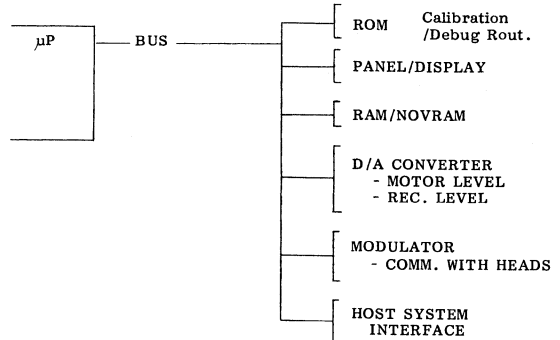 μP
BUS
ROM Calibration
/Debug Rout.
PANEL/DISPLAY
RAM/NOVRAM
D/A CONVERTER
- MOTOR LEVEL
- REC. LEVEL
MODULATOR
- COMM. WITH HEADS
HOST SYSTEM
INTERFACE